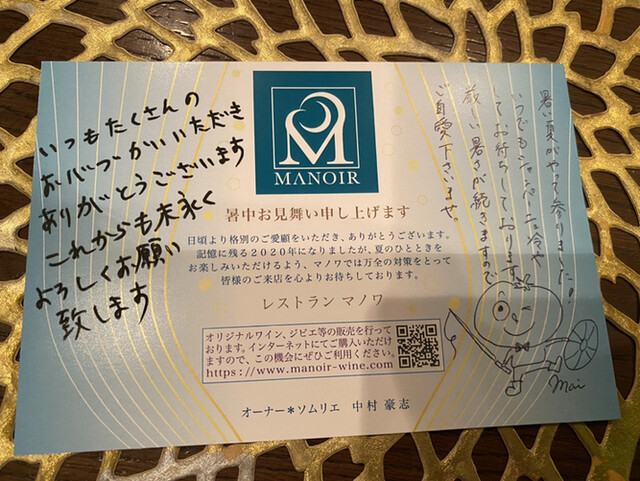 いつもたくさんの
お心づかいいただき
ありがとうございます
これからも末永く
よろしくお願い
致します
MANOIR
暑中お見舞い申し上げます
日頃より格別のご愛顧をいただき、ありがとうございます。
記憶に残る2020年になりましたが、夏のひとときを
お楽しみいただけるよう、マノワでは万全の対策をとって
皆様のご来店を心よりお待ちしております。
レストラン マノワ
オリジナルワイン、ジビエ等の販売を行って
おります。インターネットにてご購入いただけ
ますので、この機会にぜひご利用ください。
https://www.manoir-wine.com
オーナー＊ソムリエ 中村 豪志
暑い夏がやって参りました!
いつでもシャンパーニュ冷や
してお待ちしております
厳しい暑さが続きますので
ご自愛下さいませ。
Mai